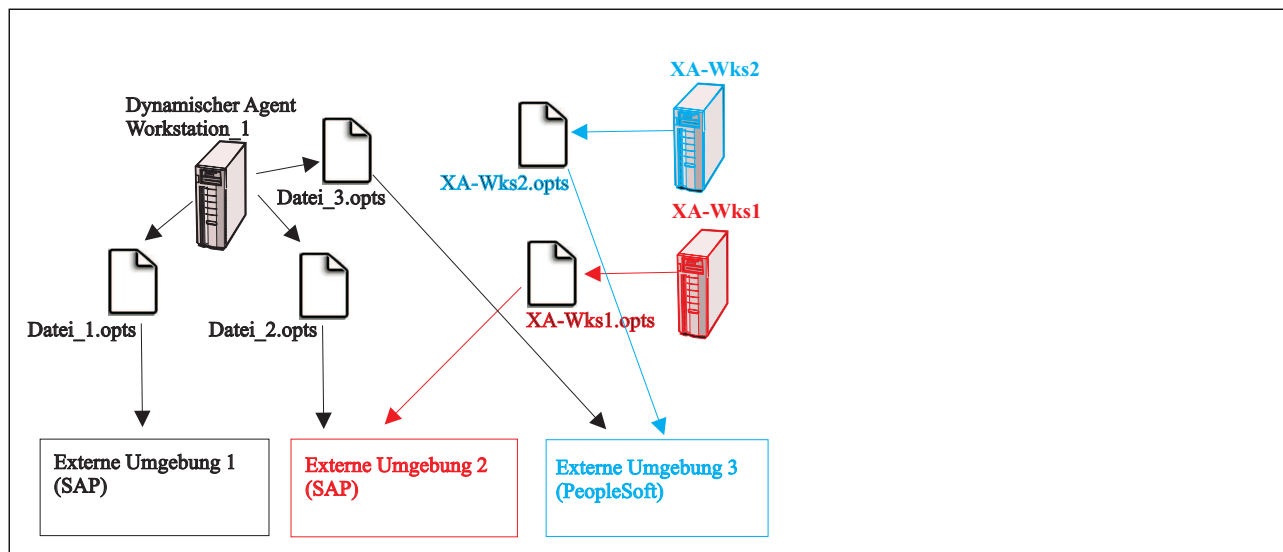 XA-Wks2
Dynamischer Agent
Workstation_1
Datei_3.opts
XA-Wks2.opts
XA-Wks1
Datei_1.opts
Datei_2.opts
XA-Wks1.opts
Externe Umgebung 1
(SAP)
Externe Umgebung 2
(SAP)
Externe Umgebung 3
(PeopleSoft)